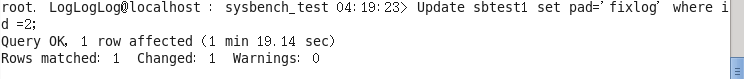 root. LogLogLog@localhost : sysbench_test 04:19:23> Update sbtest1 set pad='fixlog' where i
d =2;
Query OK, 1 row affected (1 min 19.14 sec)
Rows matched: 1  Changed: 1  Warnings: 0